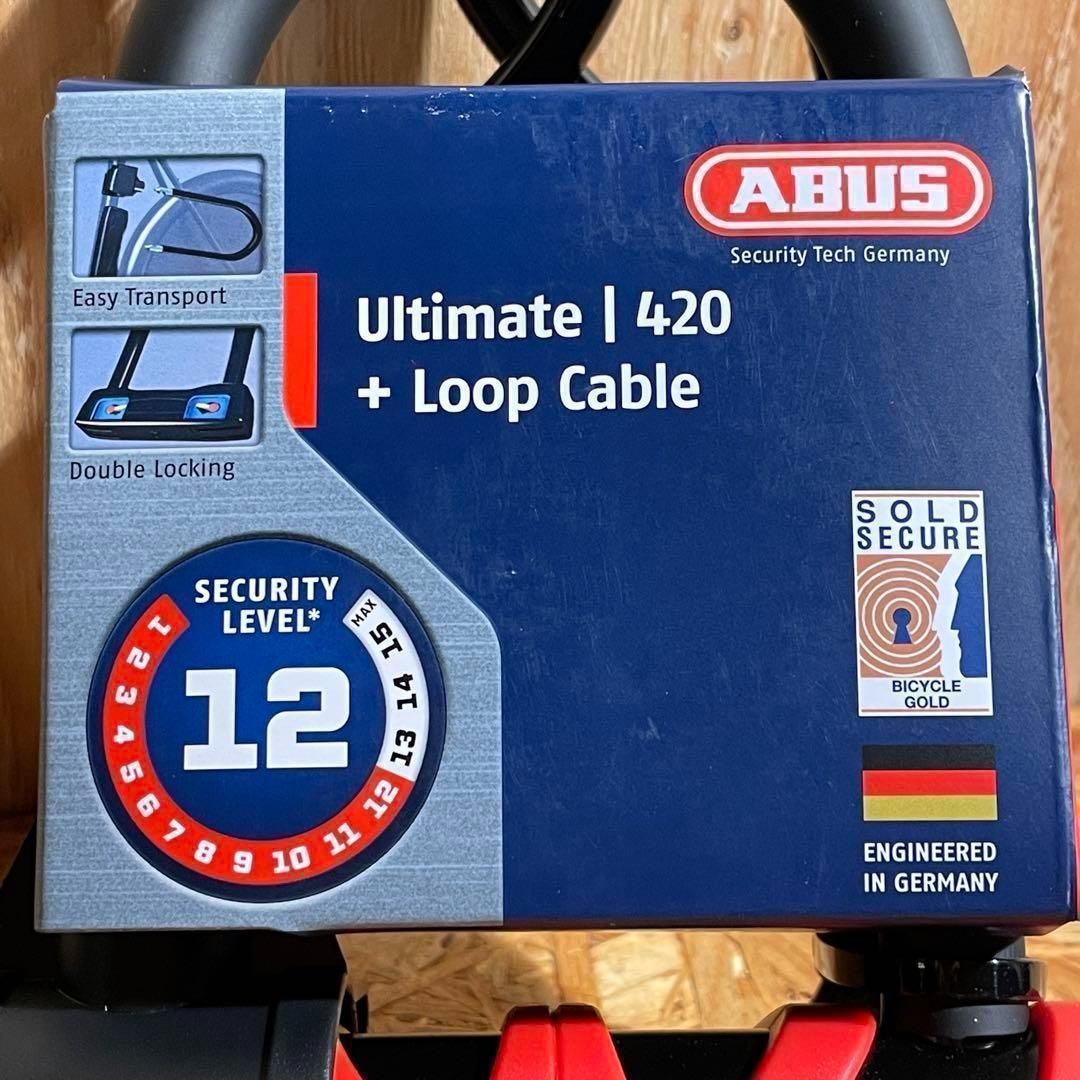 ABUS
Security Tech Germany
Easy Transport
Ultimate | 420
+ Loop Cable
Double Locking
SOLD
SECURE
BICYCLE
GOLD
SECURITY
LEVEL*
12
1 2 3 4 5 6 7 8 9 10 11 12 13 14 15 MAX
ENGINEERED
IN GERMANY